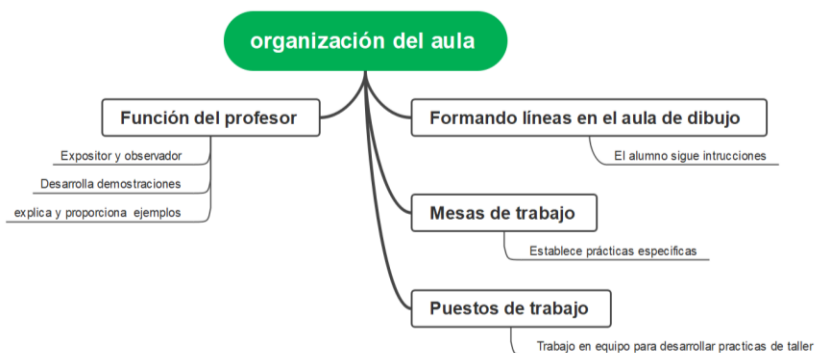 organización del aula
Función del profesor
Expositor y observador
Desarrolla demostraciones
explica y proporciona ejemplos
Formando líneas en el aula de dibujo
El alumno sigue intrucciones
Mesas de trabajo
Establece prácticas especificas
Puestos de trabajo
Trabajo en equipo para desarrollar practicas de taller